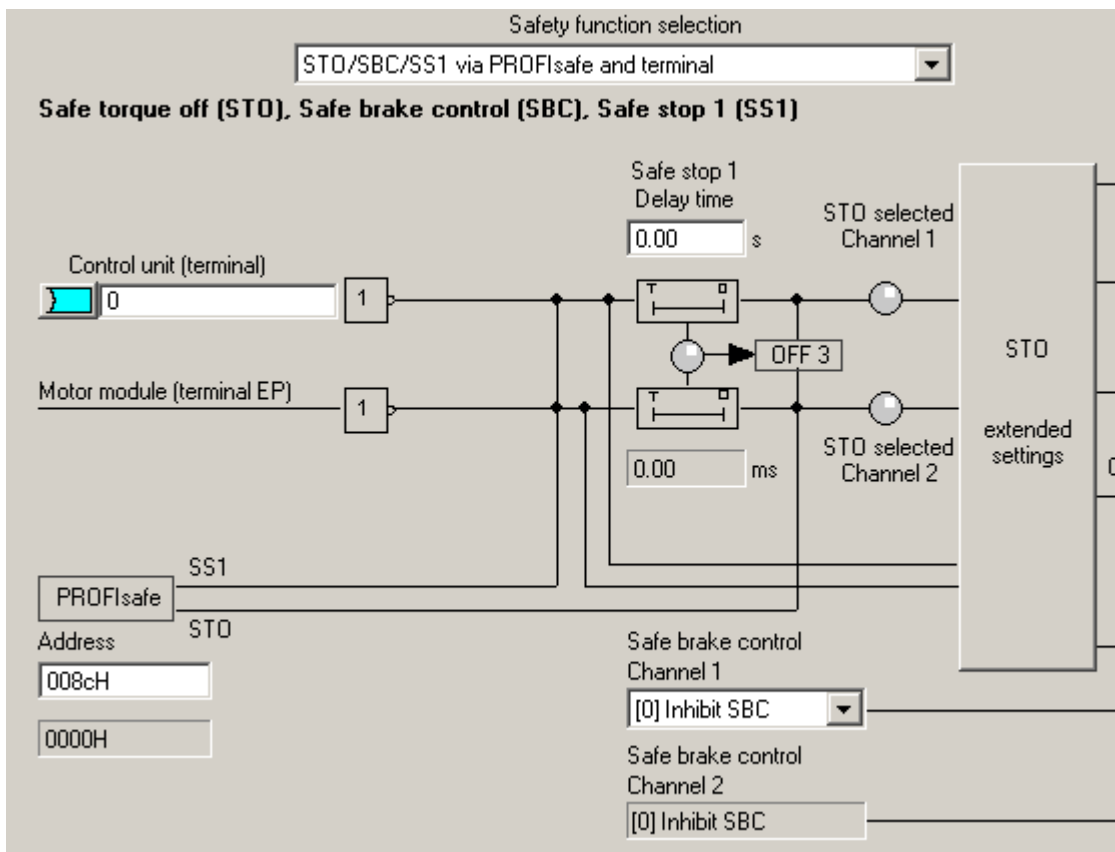 Safety function selection
STO/SBC/SS1 via PROFIsafe and terminal
Safe torque off (STO), Safe brake control (SBC), Safe stop 1 (SS1)
Safe stop 1
Delay time
0.00 s
STO selected
Channel 1
Control unit (terminal)
0
1
OFF 3
STO
extended
settings
Motor module (terminal EP)
1
STO selected
Channel 2
0.00 ms
SS1
PROFIsafe
STO
Address
008cH
0000H
Safe brake control
Channel 1
[0] Inhibit SBC
Safe brake control
Channel 2
[0] Inhibit SBC